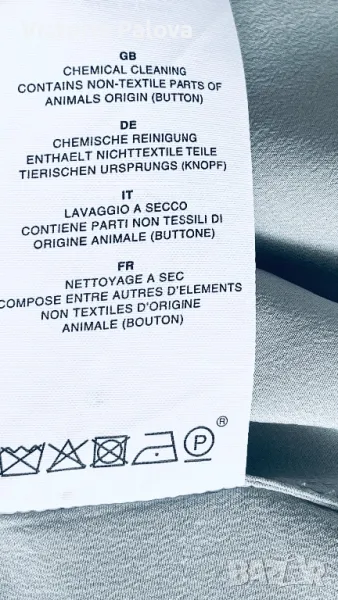 GB
CHEMICAL CLEANING
CONTAINS NON-TEXTILE PARTS OF
ANIMALS ORIGIN (BUTTON)
DE
CHEMISCHE REINIGUNG
ENTHAELT NICHTTEXTILE TEILE
TIERISCHEN URSPRUNGS (KNOPF)
IT
LAVAGGIO A SECCO
CONTIENE PARTI NON TESSILI DI
ORIGINE ANIMALE (BUTTONE)
FR
NETTOYAGE A SEC
COMPOSE ENTRE AUTRES D'ELEMENTS
NON TEXTILES D'ORIGINE
ANIMALE (BOUTON)
P ®
BAZAR.bg